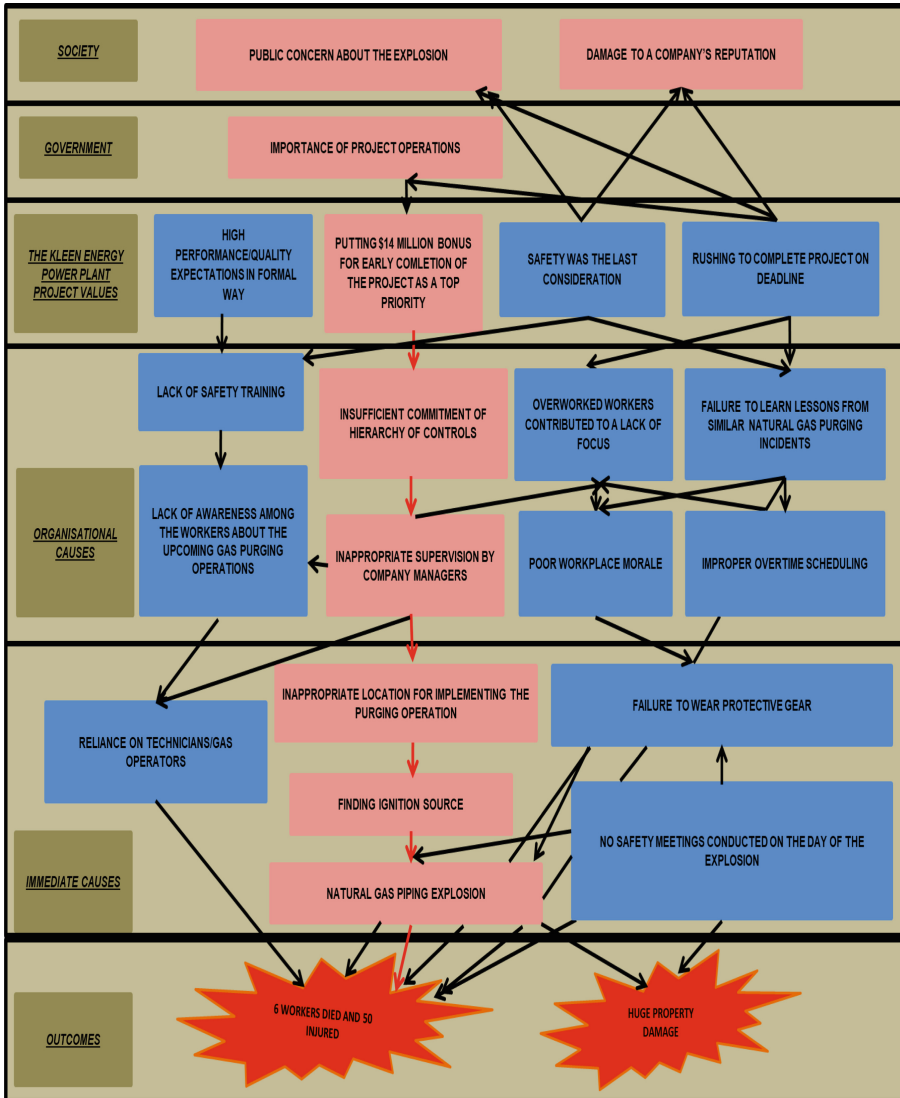 SOCIETY
PUBLIC CONCERN ABOUT THE EXPLOSION
DAMAGE TO A COMPANY'S REPUTATION
GOVERNMENT
IMPORTANCE OF PROJECT OPERATIONS
THE KLEEN ENERGY
POWER PLANT
PROJECT VALUES
HIGH
PERFORMANCE/QUALITY
EXPECTATIONS IN FORMAL
WAY
PUTTING $14 MILLION BONUS
FOR EARLY COMLETION OF
THE PROJECT AS A TOP
PRIORITY
SAFETY WAS THE LAST
CONSIDERATION
RUSHING TO COMPLETE PROJECT ON
DEADLINE
LACK OF SAFETY TRAINING
INSUFFICIENT COMMITMENT OF
HIERARCHY OF CONTROLS
OVERWORKED WORKERS
CONTRIBUTED TO A LACK OF
FOCUS
FAILURE TO LEARN LESSONS FROM
SIMILAR NATURAL GAS PURGING
INCIDENTS
ORGANISATIONAL
CAUSES
LACK OF AWARENESS AMONG
THE WORKERS ABOUT THE
UPCOMING GAS PURGING
OPERATIONS
INAPPROPRIATE SUPERVISION BY
COMPANY MANAGERS
POOR WORKPLACE MORALE
IMPROPER OVERTIME SCHEDULING
INAPPROPRIATE LOCATION FOR IMPLEMENTING THE
PURGING OPERATION
FAILURE TO WEAR PROTECTIVE GEAR
RELIANCE ON TECHNICIANS/GAS
OPERATORS
FINDING IGNITION SOURCE
NO SAFETY MEETINGS CONDUCTED ON THE DAY OF THE
EXPLOSION
IMMEDIATE CAUSES
NATURAL GAS PIPING EXPLOSION
OUTCOMES
6 WORKERS DIED AND 50
INJURED
HUGE PROPERTY
DAMAGE